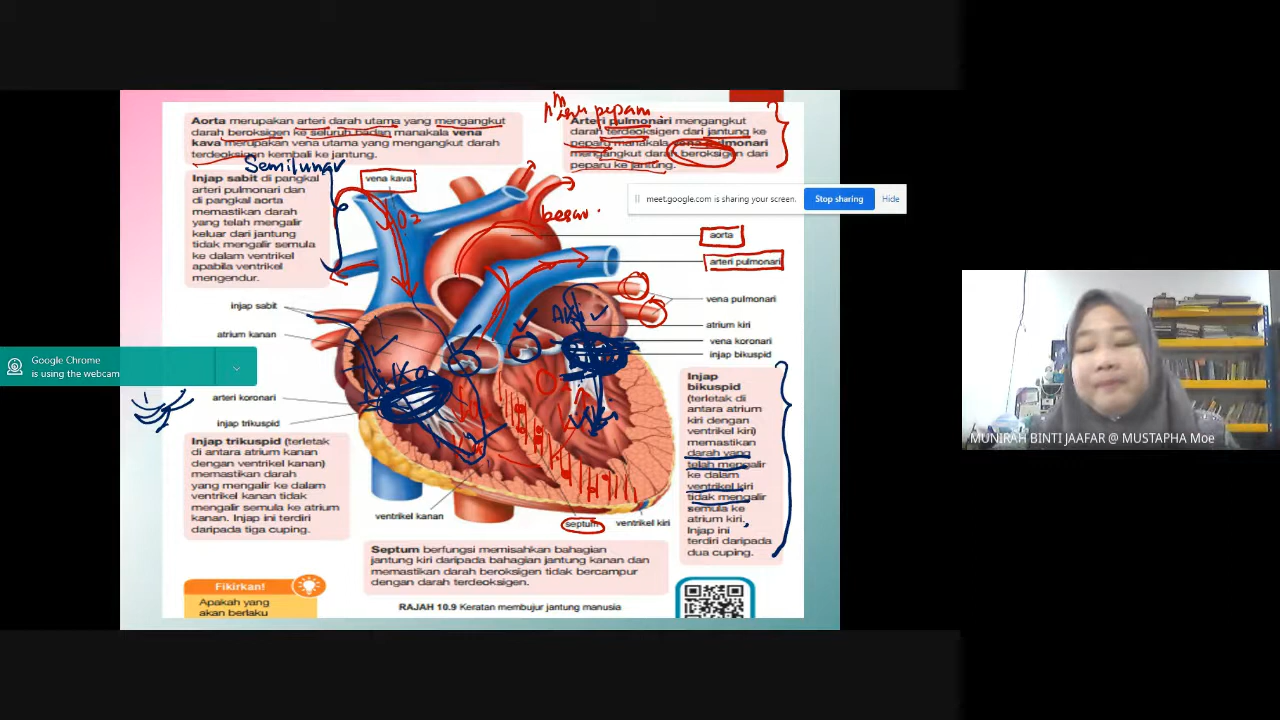 Aorta merupakan arteri darah utama yang mengangkut
darah beroksigen ke seluruh badan manakala vena
kava merupakan vena utama yang mengangkut darah
terdeoksigen kembali ke jantung.
pepam
Arteri pulmonari mengangkut
darah terdeoksigen dari jantung ke
peparu manakala vena pulmonari
mengangkut darah beroksigen dari
peparu ke jantung.
Semilunar
Injap sabit di pangkal
arteri pulmonari dan
di pangkal aorta
memastikan darah
yang telah mengalir
keluar dari jantung
tidak mengalir semula
ke dalam ventrikel
apabila ventrikel
mengendur.
vena kava
O2
besar
meet.google.com is sharing your screen.
Stop sharing
Hide
aorta
arteri pulmonari
vena pulmonari
atrium kiri
vena koronari
injap bikuspid
injap sabit
atrium kanan
Google Chrome
is using the webcam
arteri koronari
injap trikuspid
Ka
Injap trikuspid (terletak
di antara atrium kanan
dengan ventrikel kanan)
memastikan darah
yang mengalir ke dalam
ventrikel kanan tidak
mengalir semula ke atrium
kanan. Injap ini terdiri
daripada tiga cuping.
Injap
bikuspid
(terletak di
antara atrium
kiri dengan
ventrikel kiri)
memastikan
darah yang
telah mengalir
ke dalam
ventrikel kiri
tidak mengalir
semula ke
atrium kiri.
Injap ini
terdiri daripada
dua cuping.
ventrikel kanan
septum
ventrikel kiri
Septum berfungsi memisahkan bahagian
jantung kiri daripada bahagian jantung kanan dan
memastikan darah beroksigen tidak bercampur
dengan darah terdeoksigen.
Fikirkan!
Apakah yang
akan berlaku
RAJAH 10.9 Keratan membujur jantung manusia
MUNIRAH BINTI JAAFAR @ MUSTAPHA Moe